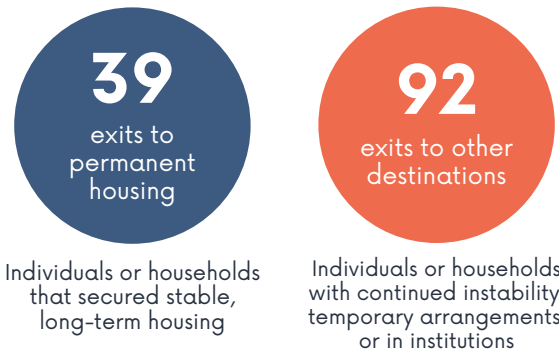 39
exits to
permanent
housing
Individuals or households
that secured stable,
long-term housing
92
exits to other
destinations
Individuals or households
with continued instability
temporary arrangements
or in institutions